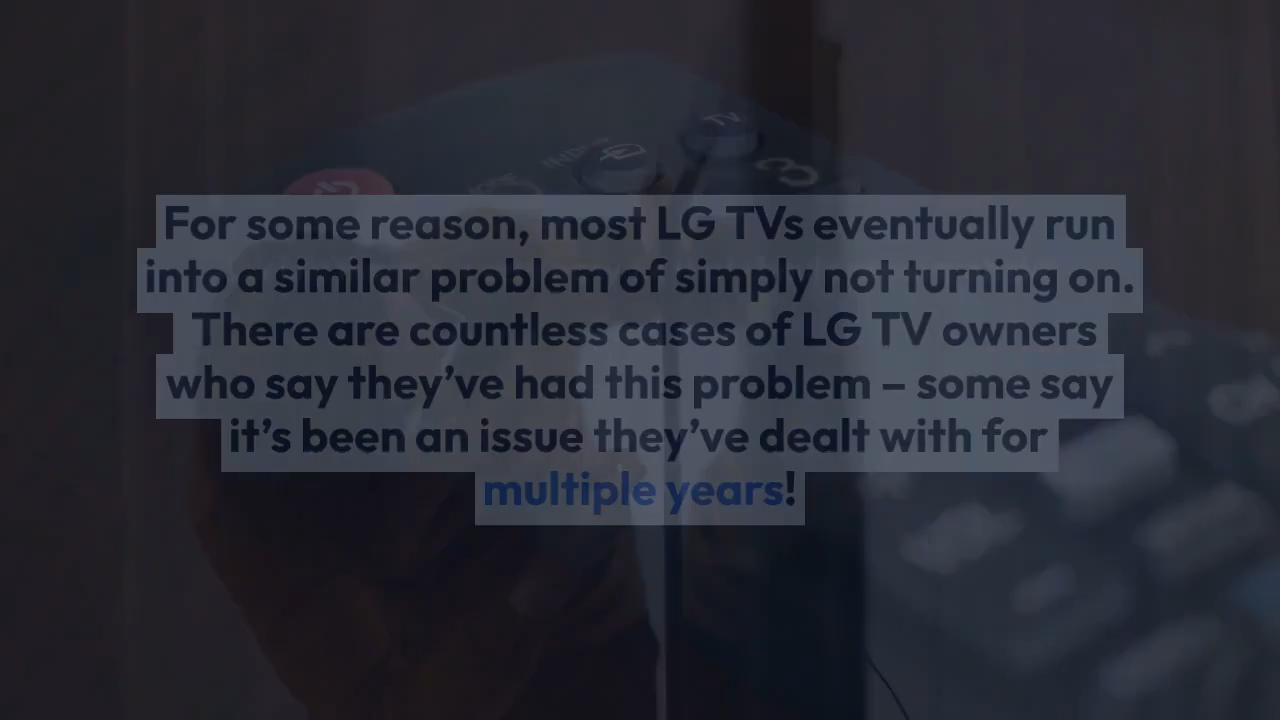 TV
For some reason, most LG TVs eventually run
into a similar problem of simply not turning on.
There are countless cases of LG TV owners
who say they’ve had this problem – some say
it’s been an issue they’ve dealt with for
multiple years!